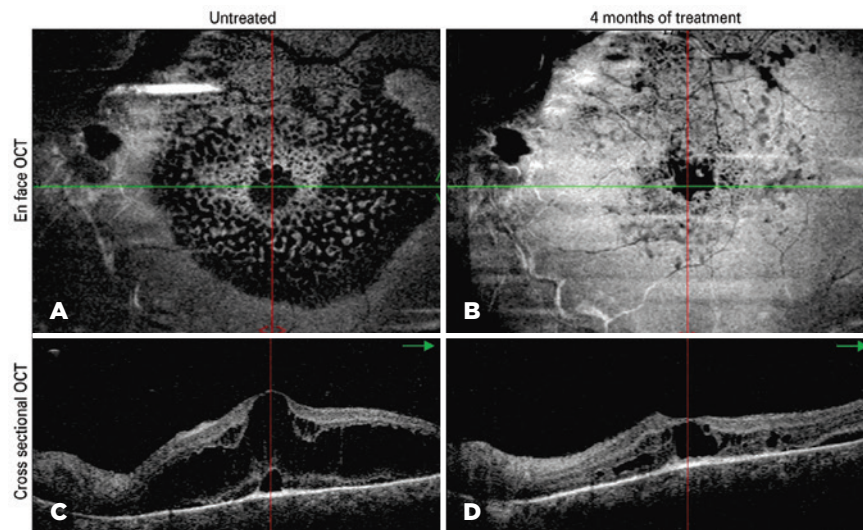 Untreated
4 months of treatment
En face OCT
A
B
Cross sectional OCT
C
D